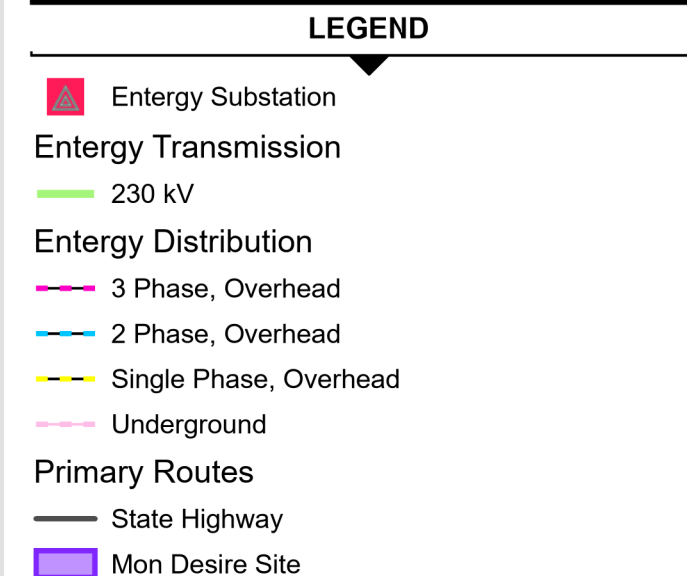 LEGEND
Entergy Substation
Entergy Transmission
230 kV
Entergy Distribution
3 Phase, Overhead
2 Phase, Overhead
Single Phase, Overhead
Underground
Primary Routes
State Highway
Mon Desire Site